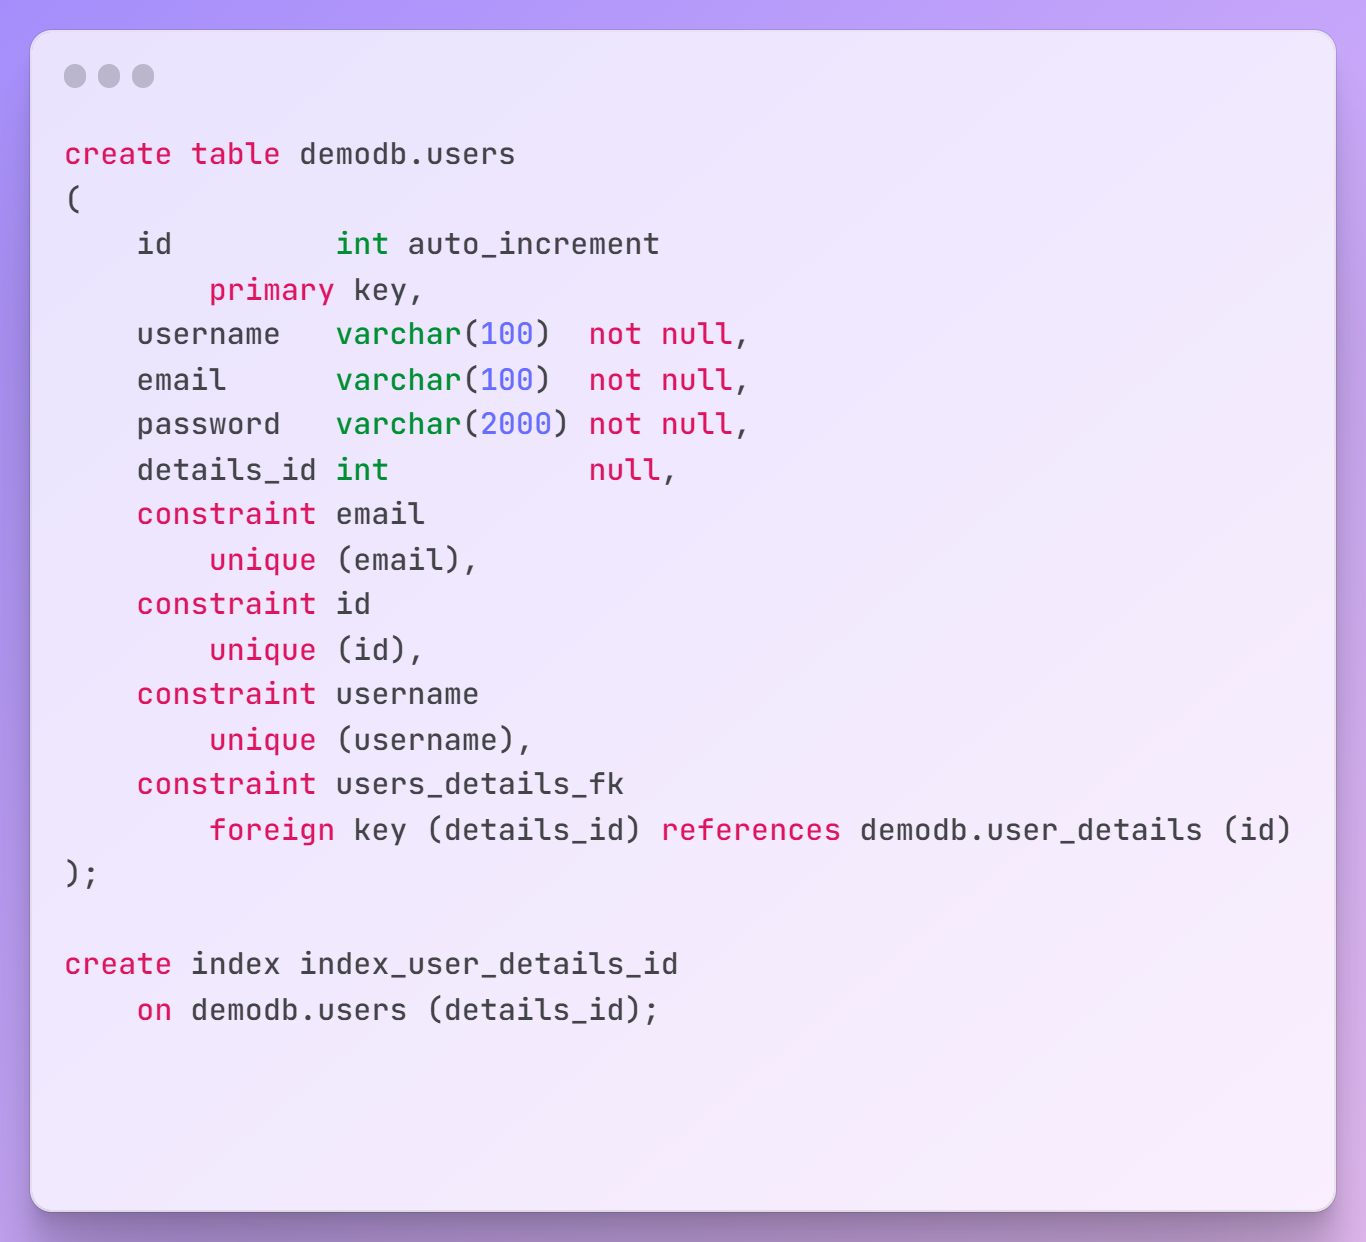 create table demodb.users
(
    id         int auto_increment
        primary key,
    username   varchar(100)  not null,
    email      varchar(100)  not null,
    password   varchar(2000) not null,
    details_id int           null,
    constraint email
        unique (email),
    constraint id
        unique (id),
    constraint username
        unique (username),
    constraint users_details_fk
        foreign key (details_id) references demodb.user_details (id)
);

create index index_user_details_id
    on demodb.users (details_id);